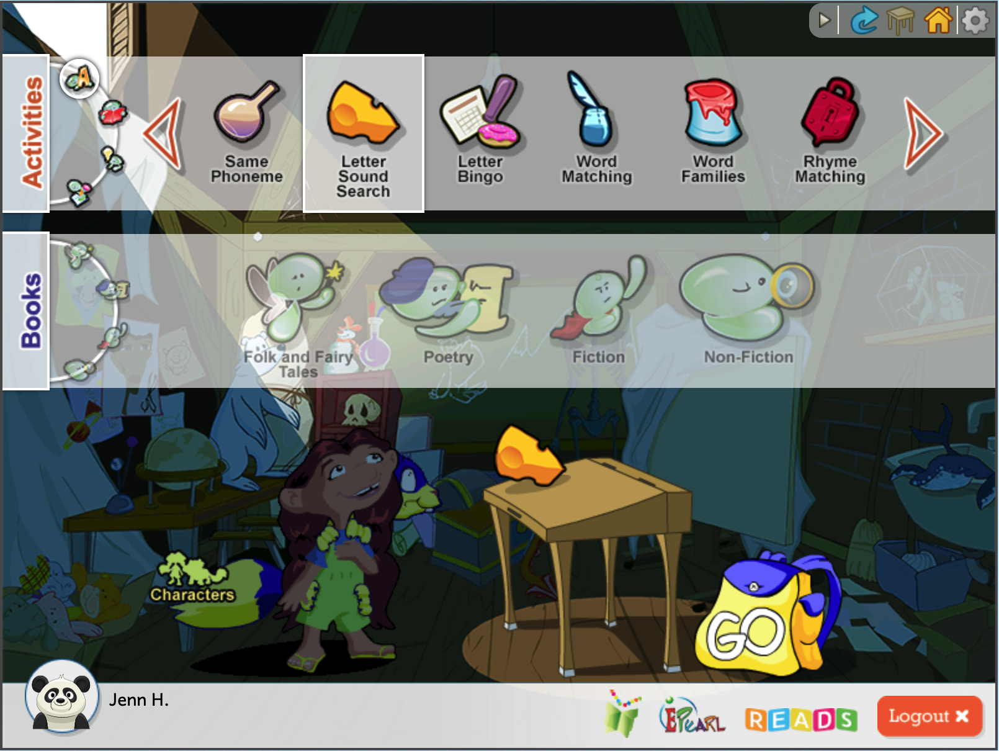 Activities
Same
Phoneme
Letter
Sound
Search
Letter
Bingo
Word
Matching
Word
Families
Rhyme
Matching
Books
Folk and Fairy
Tales
Poetry
Fiction
Non-Fiction
Characters
GO
Jenn H.
EPEARL
READS
Logout ×